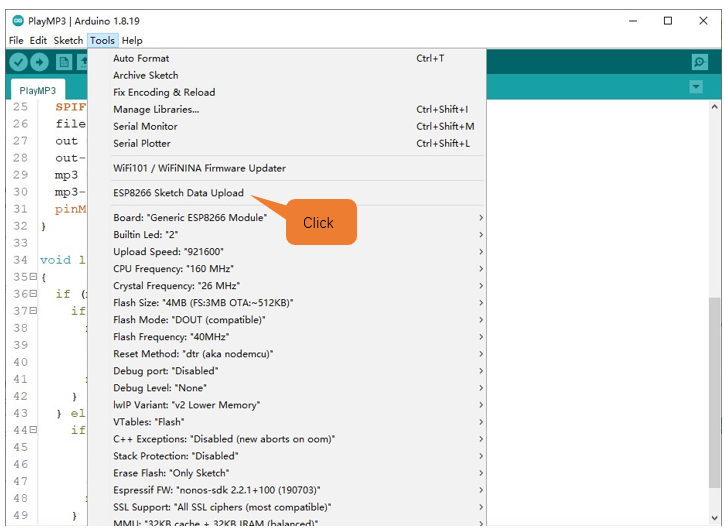 PlayMP3 | Arduino 1.8.19
File Edit Sketch Tools Help
PlayMP3
Auto Format Ctrl+T
Archive Sketch
Fix Encoding & Reload
Manage Libraries... Ctrl+Shift+I
Serial Monitor Ctrl+Shift+M
Serial Plotter Ctrl+Shift+L
WiFi101 / WiFiNINA Firmware Updater
ESP8266 Sketch Data Upload
Click
Board: "Generic ESP8266 Module"
Builtin Led: "2"
Upload Speed: "921600"
CPU Frequency: "160 MHz"
Crystal Frequency: "26 MHz"
Flash Size: "4MB (FS:3MB OTA:~512KB)"
Flash Mode: "DOUT (compatible)"
Flash Frequency: "40MHz"
Reset Method: "dtr (aka nodemcu)"
Debug port: "Disabled"
Debug Level: "None"
lwIP Variant: "v2 Lower Memory"
VTables: "Flash"
C++ Exceptions: "Disabled (new aborts on oom)"
Stack Protection: "Disabled"
Erase Flash: "Only Sketch"
Espressif FW: "nonos-sdk 2.2.1+100 (190703)"
SSL Support: "All SSL ciphers (most compatible)"
MMU: "32KB cache + 32KB IRAM (balanced)"
25 SPIF
26 file
27 out
28 out-
29 mp3
30 mp3-
31 pinM
32 }
33
34 void l
35 {
36 if (
37 if
38
39
40
41
42 }
43 } el
44 if
45
46
47
48
49 }